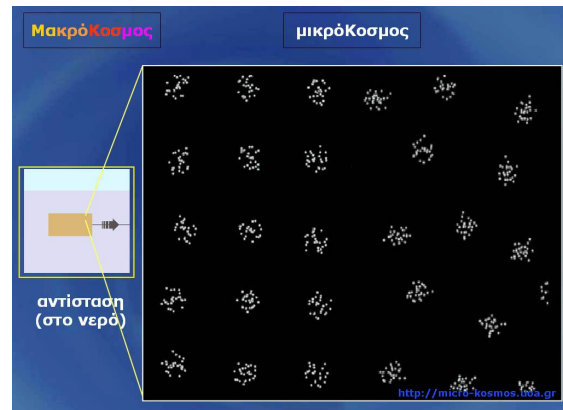 ΜακρόΚοσμος
μικρόΚοσμος
αντίσταση
(στο νερό)
http://micro-kosmos.uoa.gr